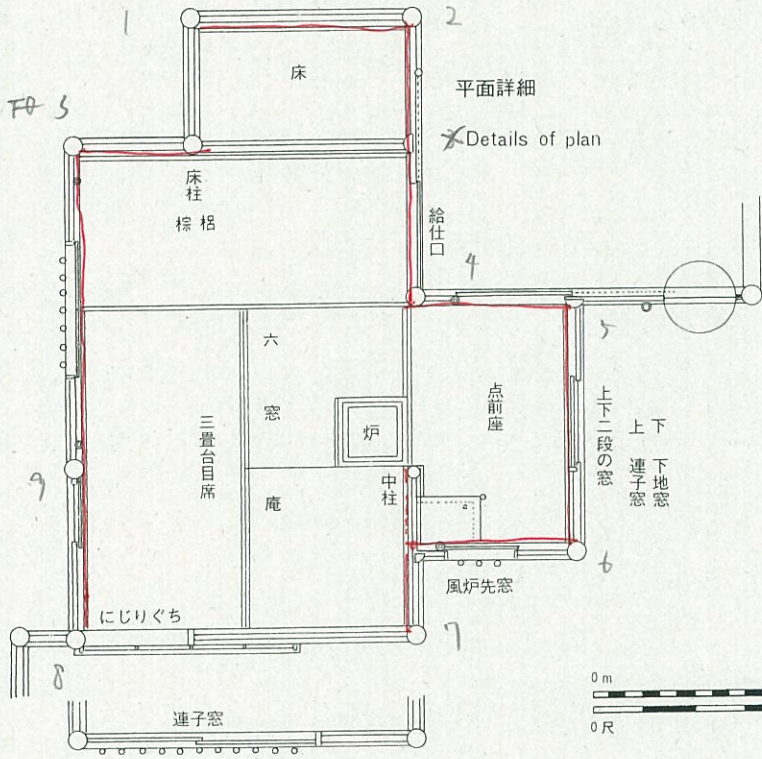 1
2
床
平面詳細
Details of plan
3
床柱
棕梠
給仕口
4
5
六窓庵
炉
点前座
三畳台目席
中柱
上下二段の窓
上 連子窓
下 下地窓
9
6
風炉先窓
にじりぐち
7
8
連子窓
0 m
0 尺